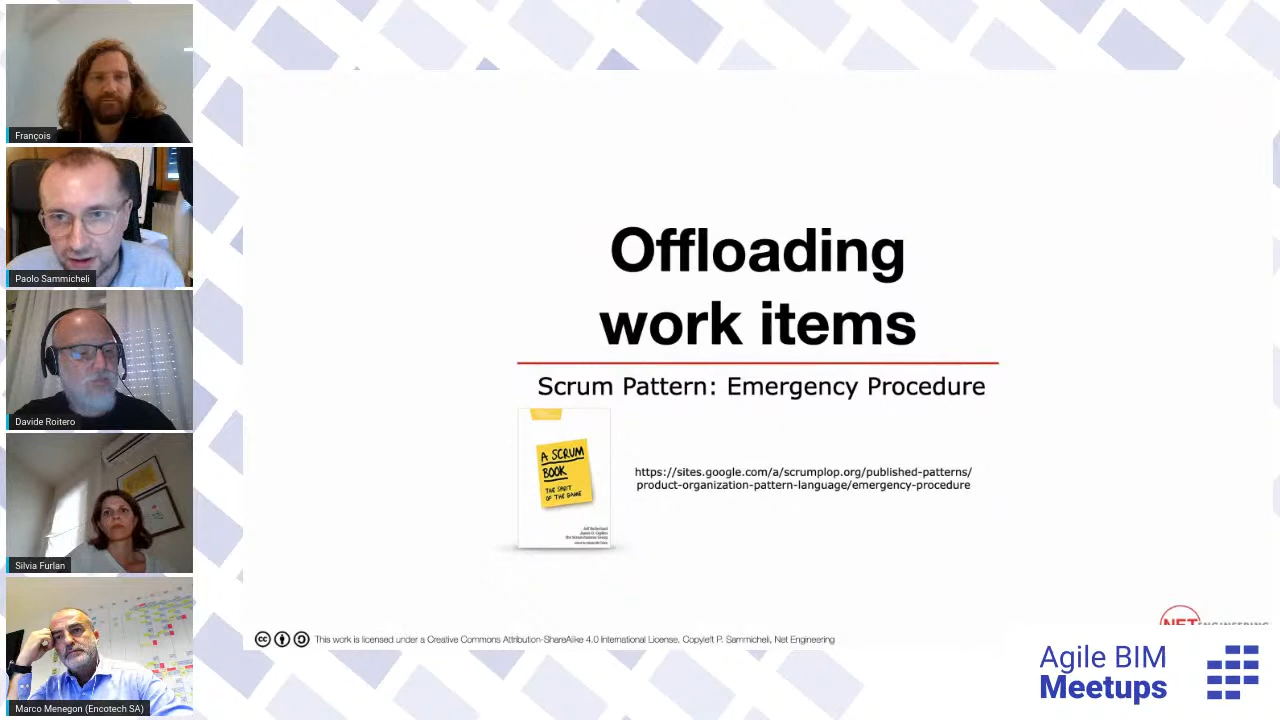 François
Paolo Sammicheli
Davide Roitero
Silvia Furlan
Marco Menegon (Encotech SA)
Offloading
work items
Scrum Pattern: Emergency Procedure
A SCRUM
BOOK
THE SPIRIT
OF THE GAME
https://sites.google.com/a/scrumplop.org/published-patterns/
product-organization-pattern-language/emergency-procedure
This work is licensed under a Creative Commons Attribution-ShareAlike 4.0 International License. Copyleft P. Sammicheli, Net Engineering
NET ENGINEERING
Agile BIM
Meetups